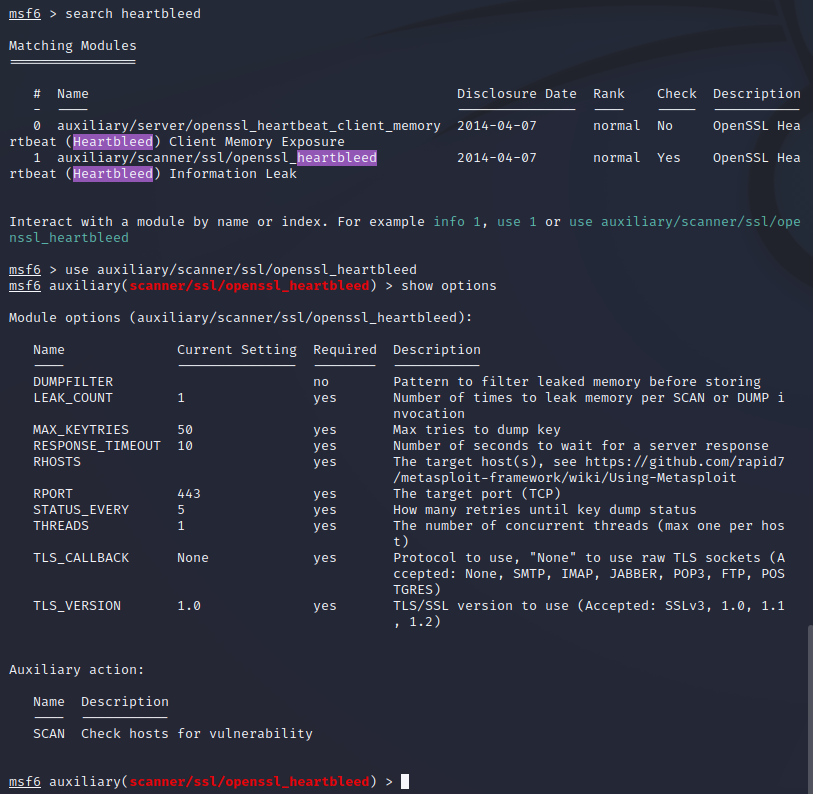 msf6 > search heartbleed
Matching Modules
================
# Name Disclosure Date Rank Check Description
- ---- --------------- ---- ----- -----------
0 auxiliary/server/openssl_heartbeat_client_memory 2014-04-07 normal No OpenSSL Hea
rtbeat (Heartbleed) Client Memory Exposure
1 auxiliary/scanner/ssl/openssl_heartbleed 2014-04-07 normal Yes OpenSSL Hea
rtbeat (Heartbleed) Information Leak
Interact with a module by name or index. For example info 1, use 1 or use auxiliary/scanner/ssl/ope
nssl_heartbleed
msf6 > use auxiliary/scanner/ssl/openssl_heartbleed
msf6 auxiliary(scanner/ssl/openssl_heartbleed) > show options
Module options (auxiliary/scanner/ssl/openssl_heartbleed):
Name Current Setting Required Description
---- --------------- -------- -----------
DUMPFILTER no Pattern to filter leaked memory before storing
LEAK_COUNT 1 yes Number of times to leak memory per SCAN or DUMP i
nvocation
MAX_KEYTRIES 50 yes Max tries to dump key
RESPONSE_TIMEOUT 10 yes Number of seconds to wait for a server response
RHOSTS yes The target host(s), see https://github.com/rapid7
/metasploit-framework/wiki/Using-Metasploit
RPORT 443 yes The target port (TCP)
STATUS_EVERY 5 yes How many retries until key dump status
THREADS 1 yes The number of concurrent threads (max one per hos
t)
TLS_CALLBACK None yes Protocol to use, "None" to use raw TLS sockets (A
ccepted: None, SMTP, IMAP, JABBER, POP3, FTP, POS
TGRES)
TLS_VERSION 1.0 yes TLS/SSL version to use (Accepted: SSLv3, 1.0, 1.1
, 1.2)
Auxiliary action:
Name Description
---- -----------
SCAN Check hosts for vulnerability
msf6 auxiliary(scanner/ssl/openssl_heartbleed) >